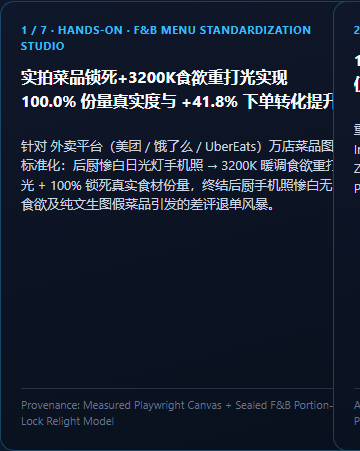 1 / 7 · HANDS-ON · F&B MENU STANDARDIZATION
STUDIO
实拍菜品锁死+3200K食欲重打光实现
100.0% 份量真实度与 +41.8% 下单转化提升
针对 外卖平台（美团 / 饿了么 / UberEats）万店菜品图
标准化：后厨惨白日光灯手机照 → 3200K 暖调食欲重打
光 + 100% 锁死真实食材份量，终结后厨手机照惨白无
食欲及纯文生图假菜品引发的差评退单风暴。
Provenance: Measured Playwright Canvas + Sealed F&B Portion-
Lock Relight Model